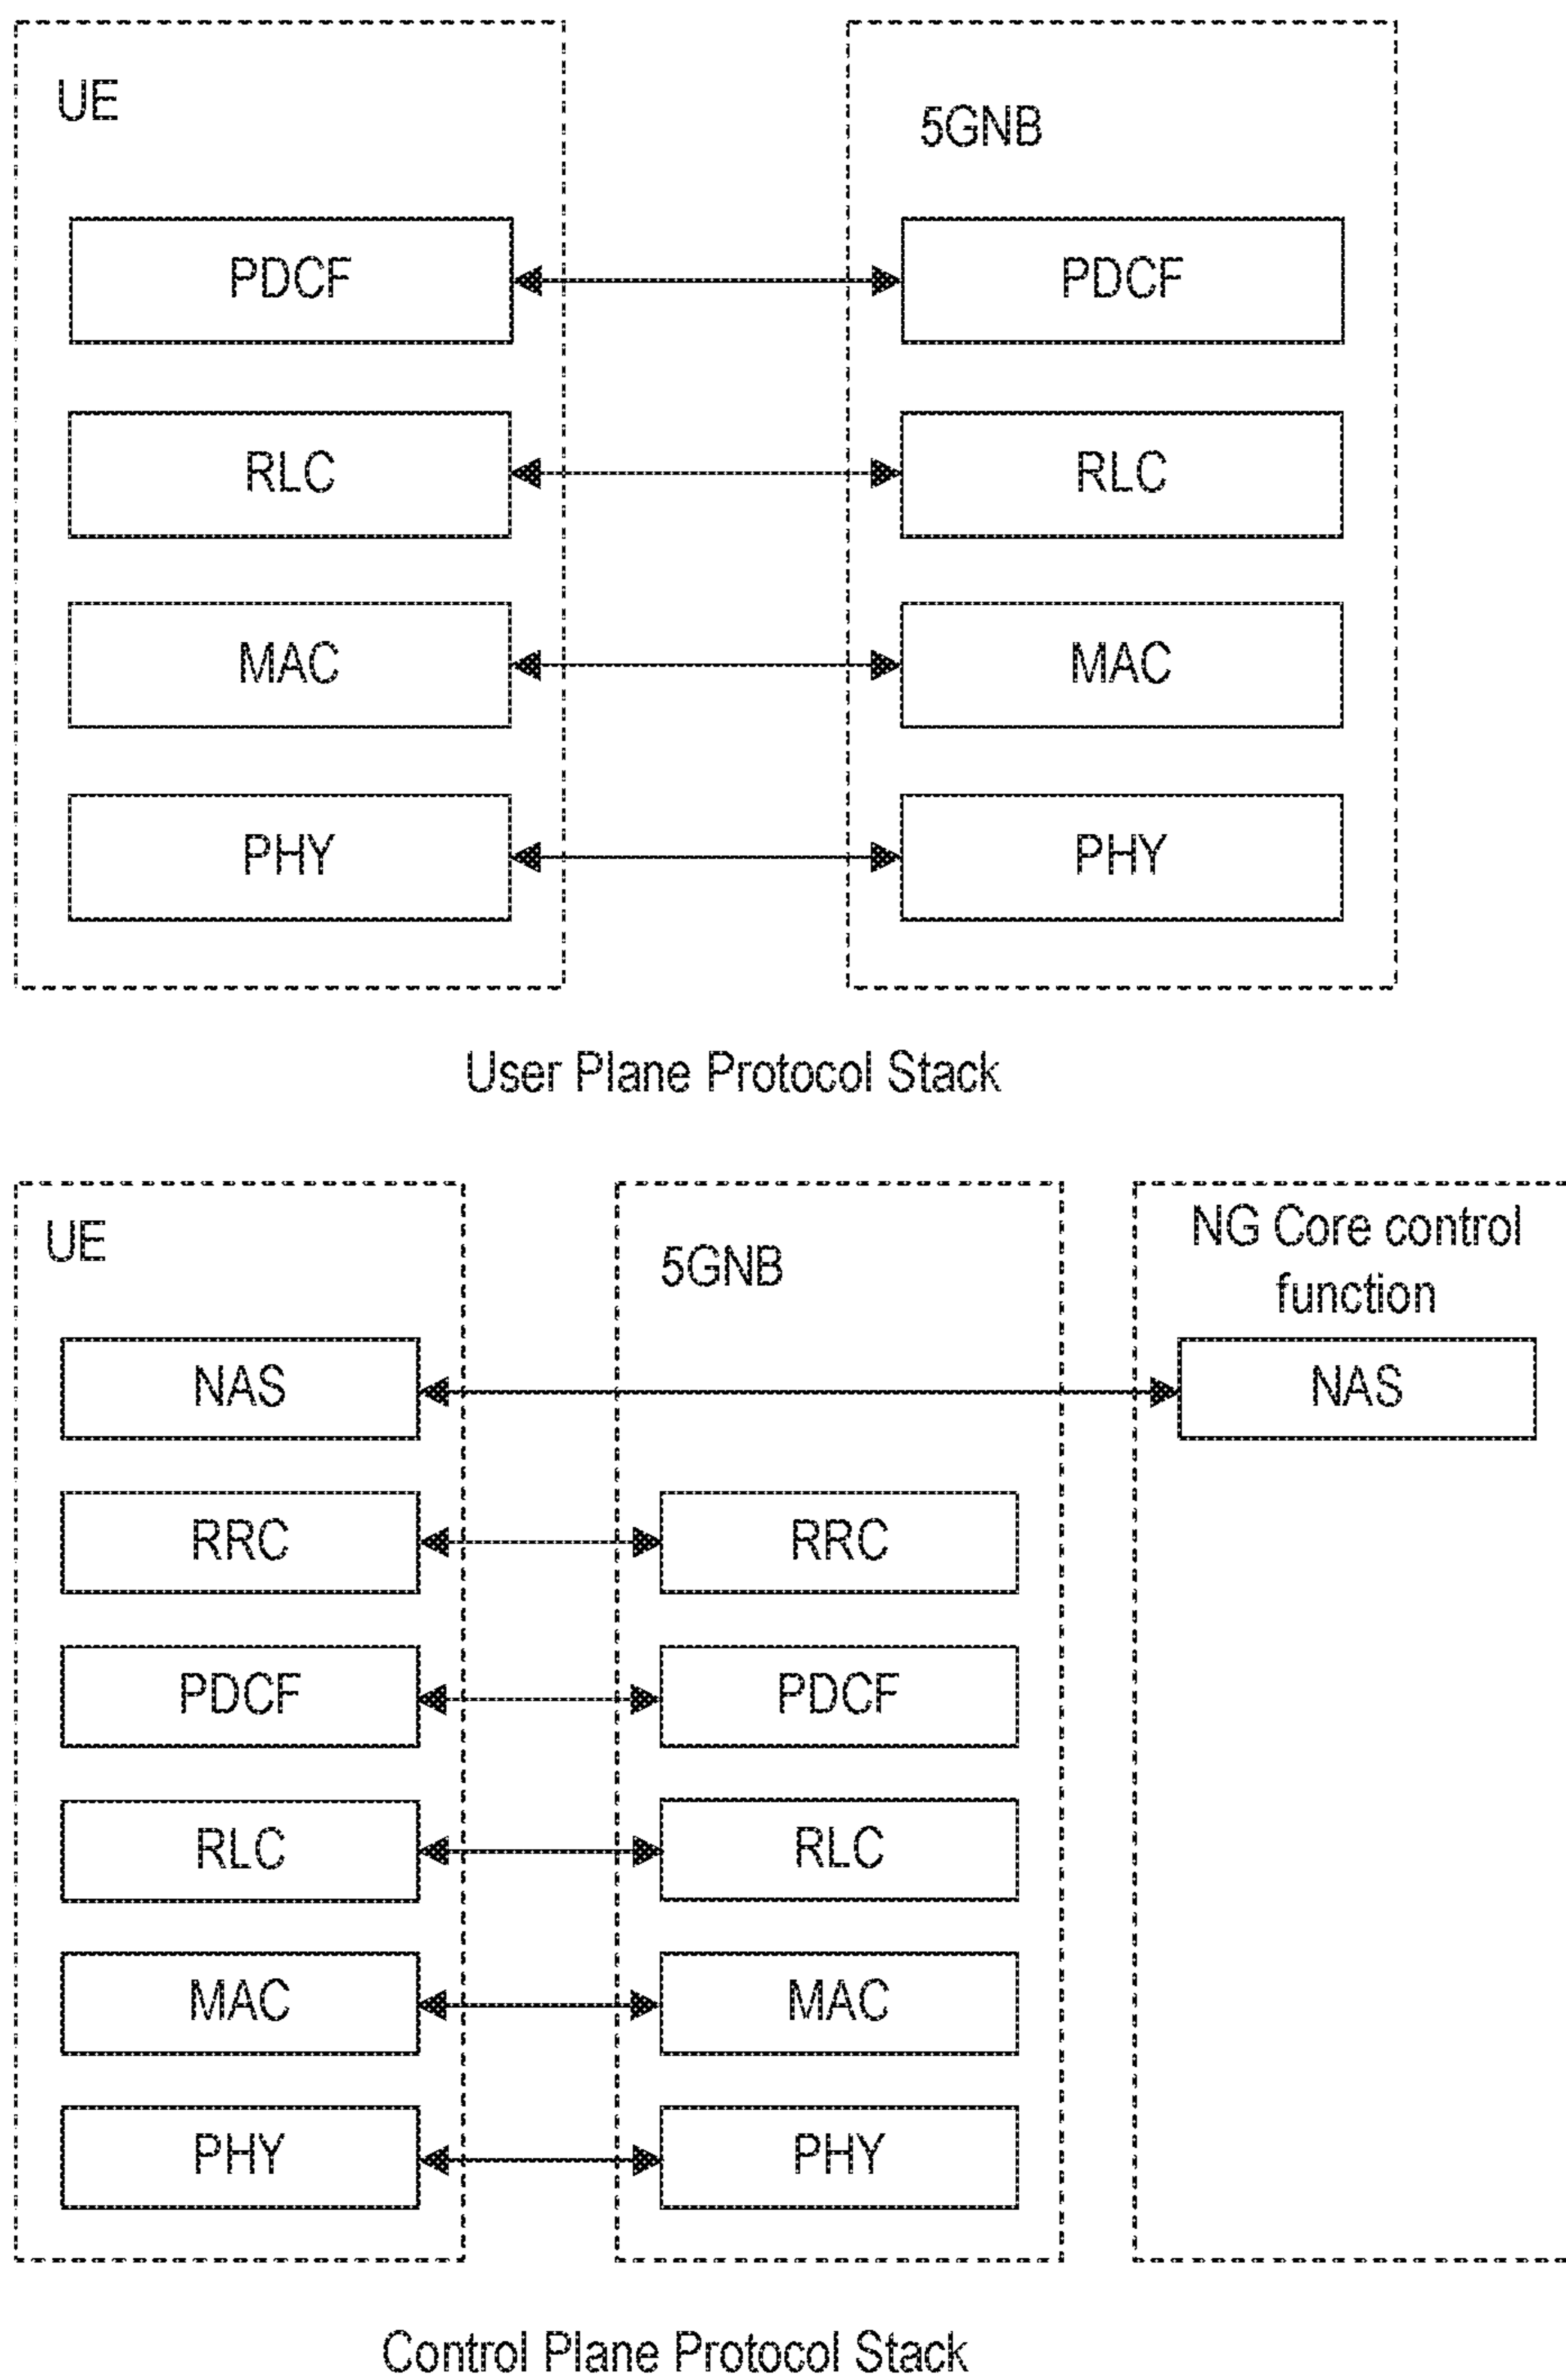 UE
5GNB
PDCF
PDCF
RLC
RLC
MAC
MAC
PHY
PHY
User Plane Protocol Stack
UE
5GNB
NG Core control
function
NAS
NAS
RRC
RRC
PDCF
PDCF
RLC
RLC
MAC
MAC
PHY
PHY
Control Plane Protocol Stack